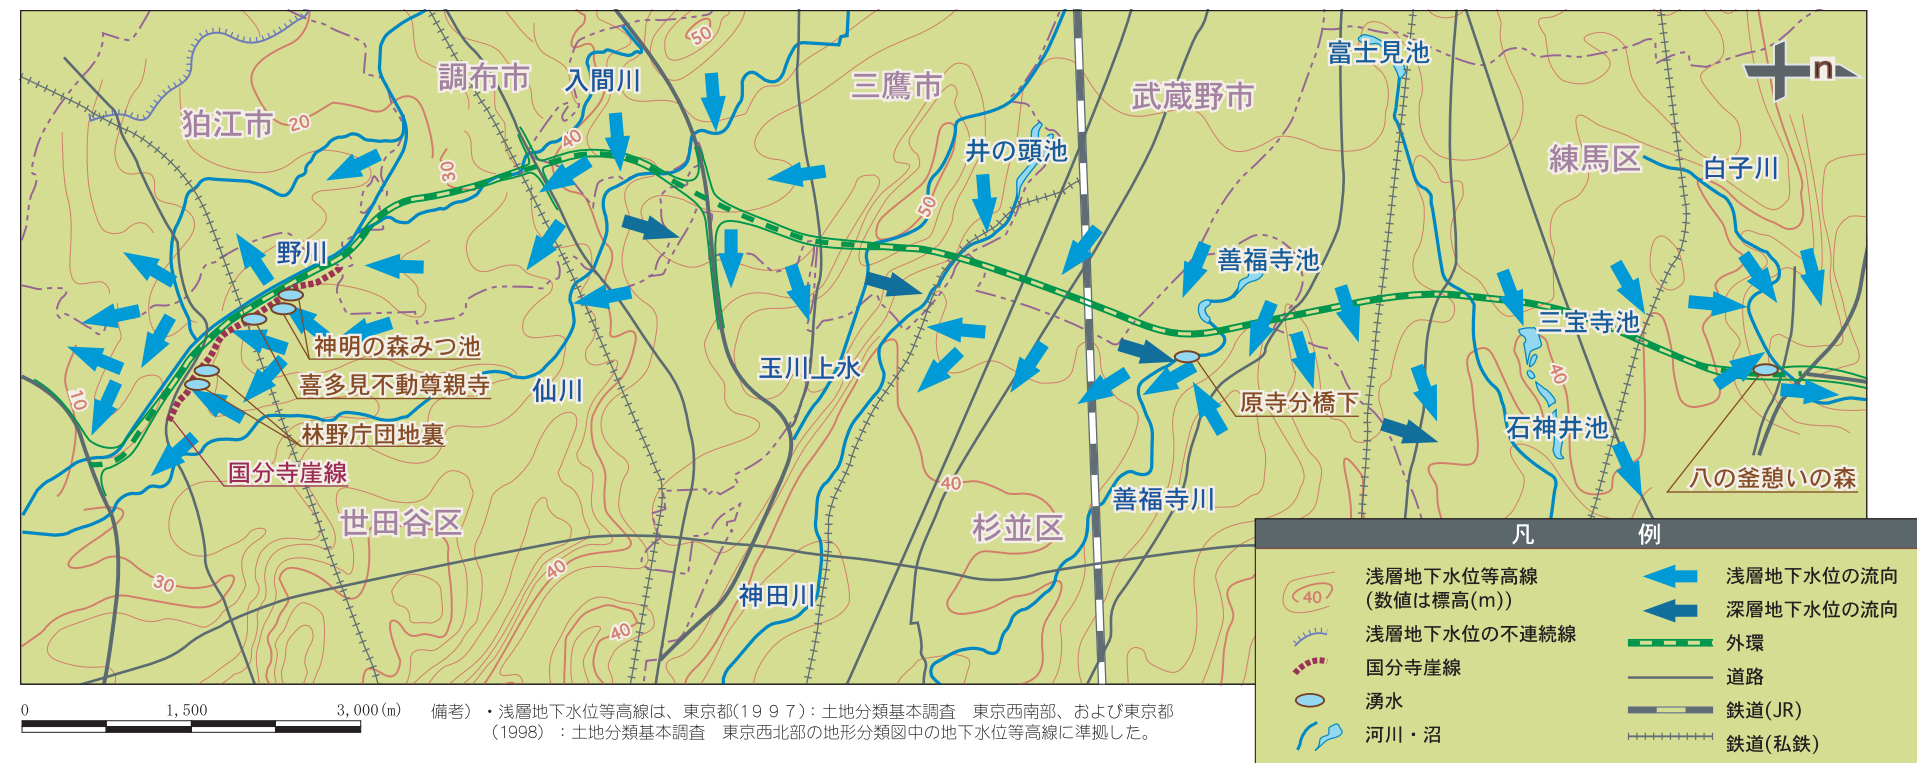 50
富士見池
調布市
入間川
三鷹市
武蔵野市
n
狛江市
20
40
井の頭池
練馬区
白子川
30
50
野川
善福寺池
三宝寺池
神明の森みつ池
玉川上水
喜多見不動尊親寺
仙川
40
10
原寺分橋下
林野庁団地裏
石神井池
国分寺崖線
40
八の釜憩いの森
善福寺川
世田谷区
杉並区
30
40
神田川
40
凡 例
浅層地下水位等高線
(数値は標高(m))
40
浅層地下水位の不連続線
国分寺崖線
湧水
河川・沼
浅層地下水位の流向
深層地下水位の流向
外環
道路
鉄道(JR)
鉄道(私鉄)
0 1,500 3,000(m)
備考）・浅層地下水位等高線は、東京都(1997)：土地分類基本調査 東京西南部、および東京都
(1998)：土地分類基本調査 東京西北部の地形分類図中の地下水位等高線に準拠した。